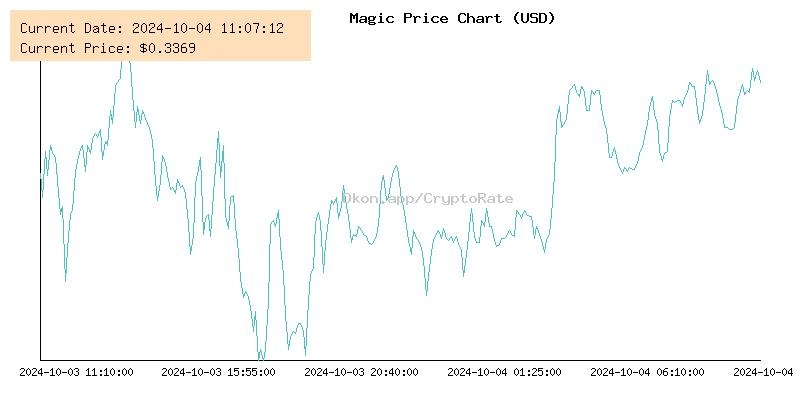 Magic Price Chart (USD)
Current Date: 2024-10-04 11:07:12
Current Price: $0.3369
Okon.app/CryptoRate
2024-10-03 11:10:00
2024-10-03 15:55:00
2024-10-03 20:40:00
2024-10-04 01:25:00
2024-10-04 06:10:00
2024-10-04